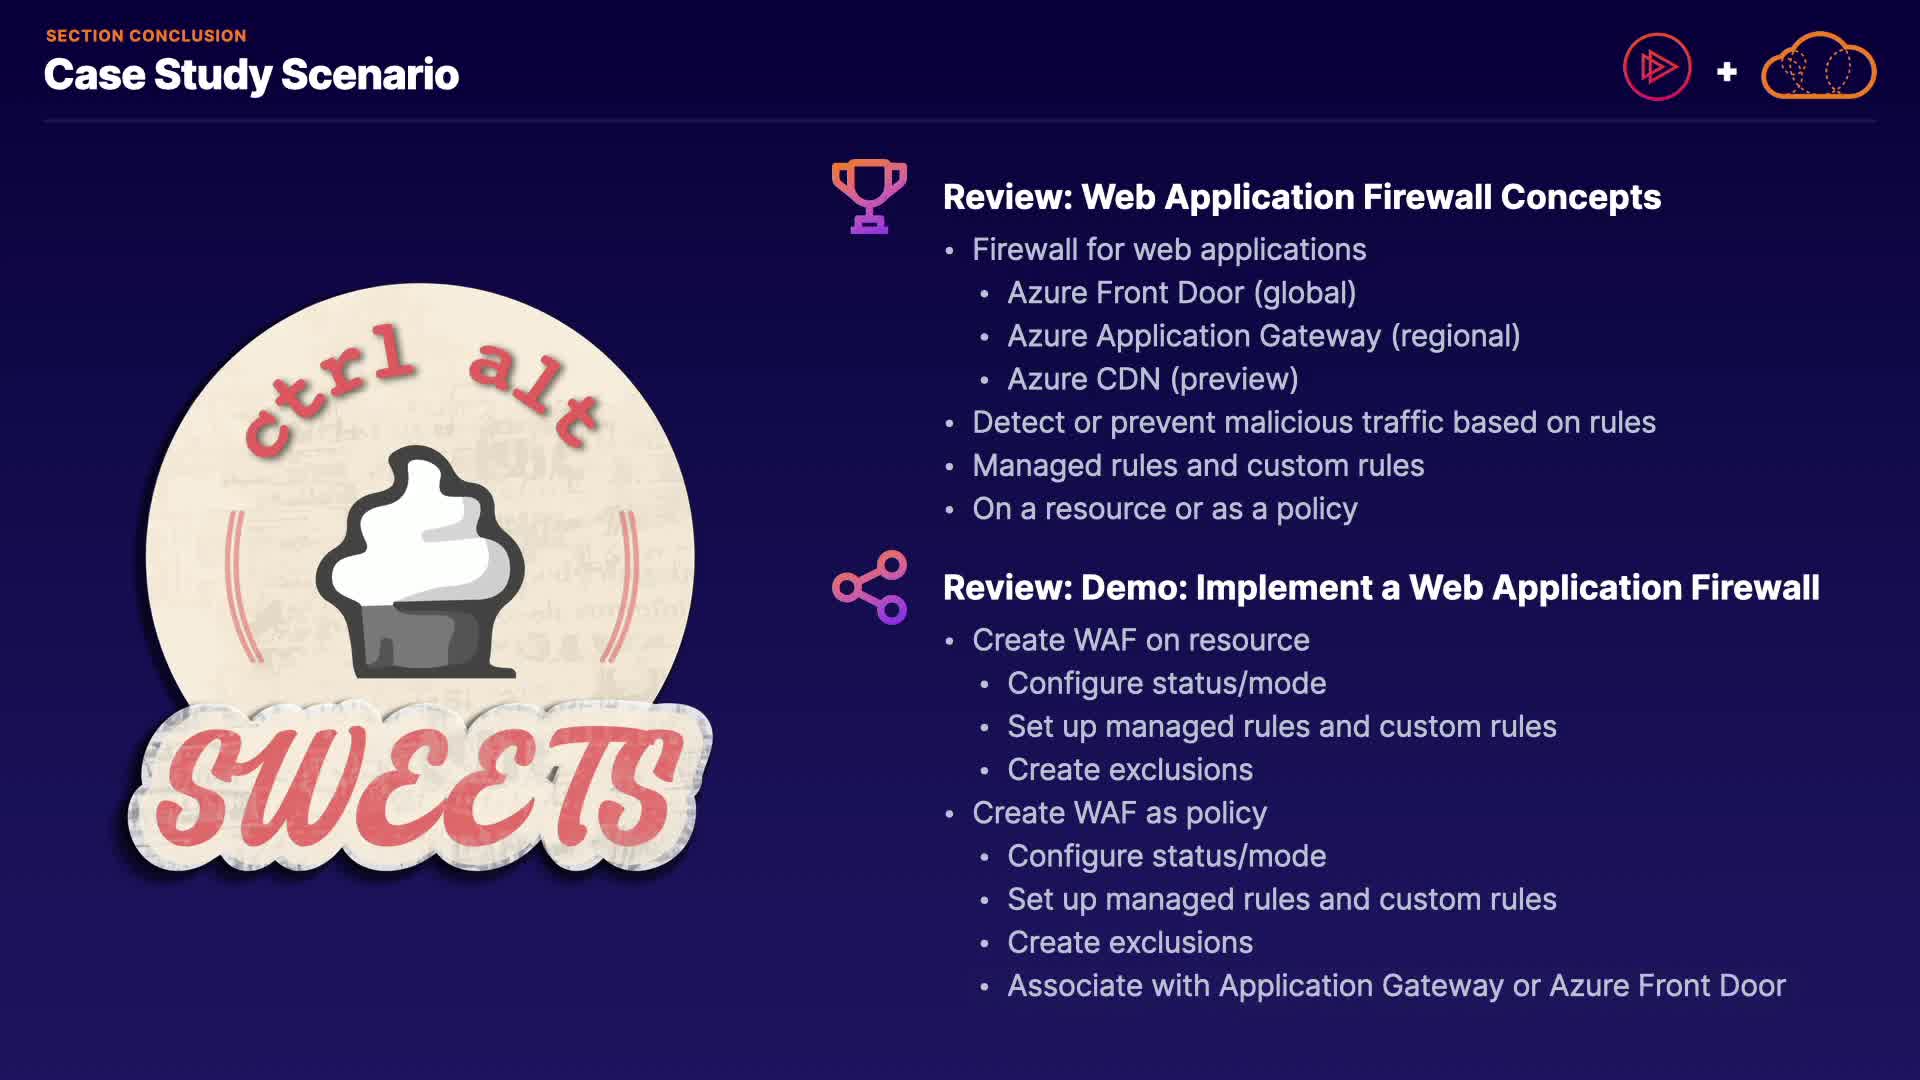 SECTION CONCLUSION
Case Study Scenario
ctrl alt
SWEETS
Review: Web Application Firewall Concepts
• Firewall for web applications
• Azure Front Door (global)
• Azure Application Gateway (regional)
• Azure CDN (preview)
• Detect or prevent malicious traffic based on rules
• Managed rules and custom rules
• On a resource or as a policy
Review: Demo: Implement a Web Application Firewall
• Create WAF on resource
• Configure status/mode
• Set up managed rules and custom rules
• Create exclusions
• Create WAF as policy
• Configure status/mode
• Set up managed rules and custom rules
• Create exclusions
• Associate with Application Gateway or Azure Front Door